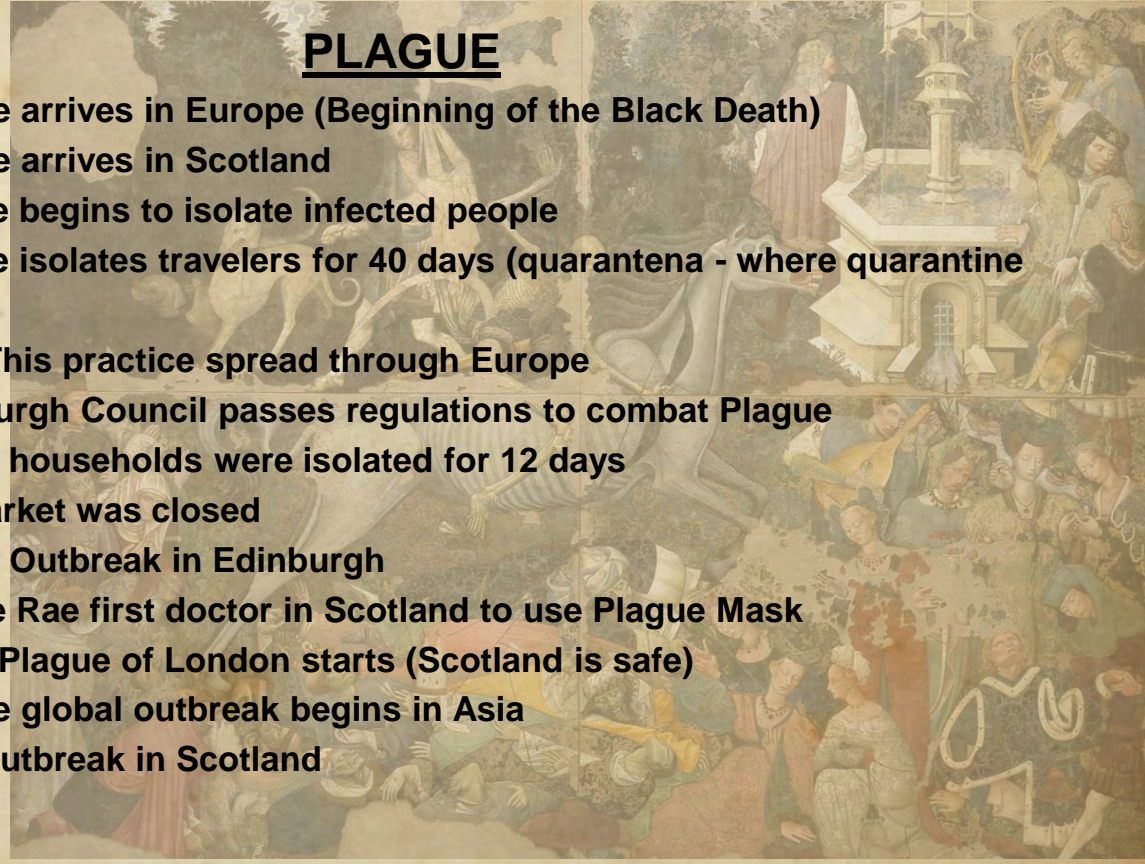 PLAGUE
e arrives in Europe (Beginning of the Black Death)
e arrives in Scotland
e begins to isolate infected people
e isolates travelers for 40 days (quarantena - where quarantine
This practice spread through Europe
urgh Council passes regulations to combat Plague
households were isolated for 12 days
arket was closed
Outbreak in Edinburgh
e Rae first doctor in Scotland to use Plague Mask
Plague of London starts (Scotland is safe)
e global outbreak begins in Asia
utbreak in Scotland